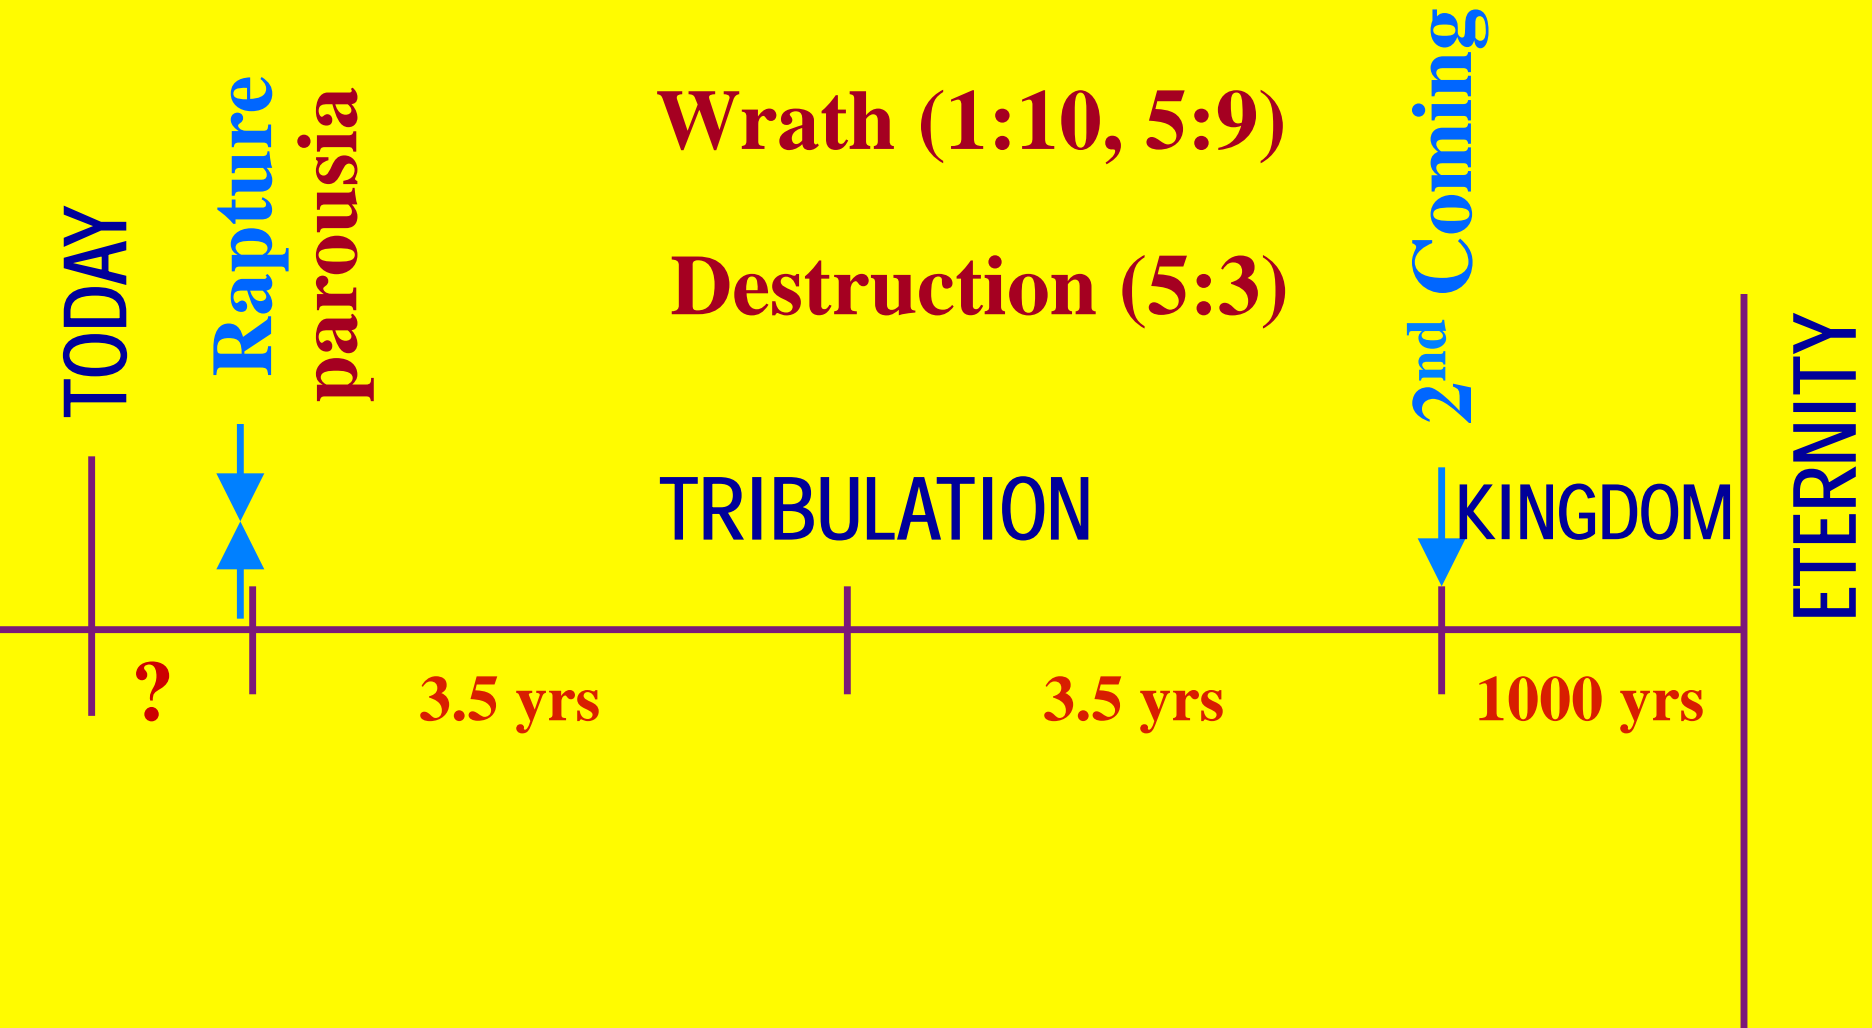 TODAY
Rapture
parousia
Wrath (1:10, 5:9)
Destruction (5:3)
TRIBULATION
2nd Coming
KINGDOM
ETERNITY
?
3.5 yrs
3.5 yrs
1000 yrs